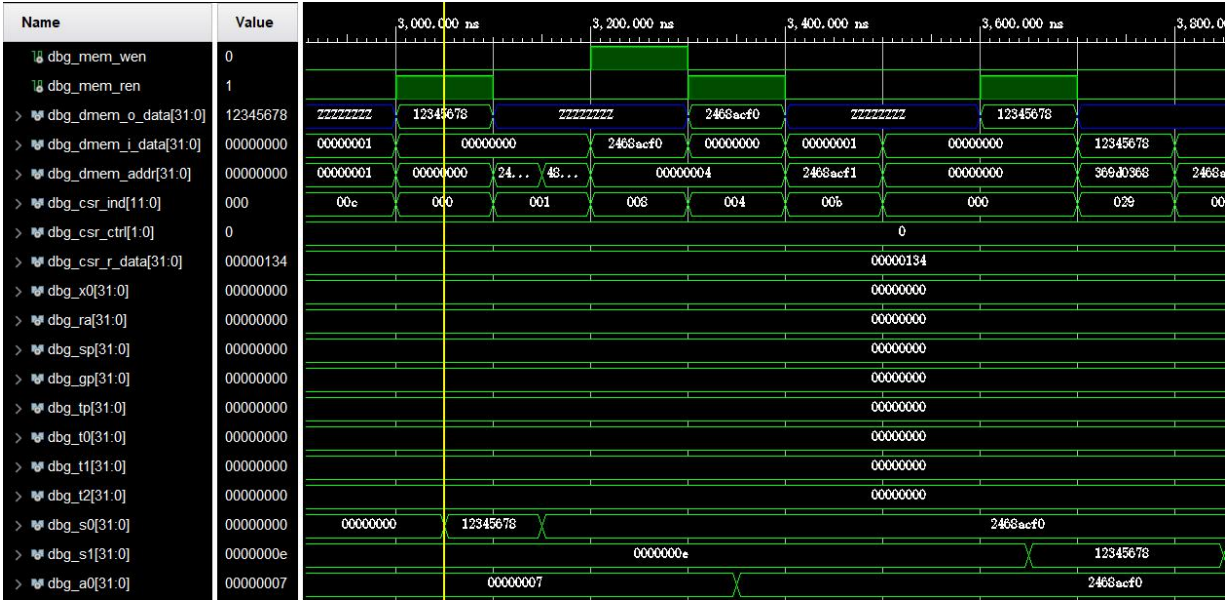 Name Value 3,000.000 ns 3,200.000 ns 3,400.000 ns 3,600.000 ns 3,800.0
dbg_mem_wen 0
dbg_mem_ren 1
dbg_dmem_o_data[31:0] 12345678 ZZZZZZZZ 12345678 ZZZZZZZZ 2468acf0 ZZZZZZZZ 12345678
dbg_dmem_i_data[31:0] 00000000 00000001 00000000 2468acf0 00000000 00000001 00000000 12345678
dbg_dmem_addr[31:0] 00000000 00000001 00000000 24... 48... 00000004 2468acf1 00000000 369d0368 2468a
dbg_csr_ind[11:0] 000 00c 000 001 008 004 00b 000 029 00
dbg_csr_ctrl[1:0] 0 0
dbg_csr_r_data[31:0] 00000134 00000134
dbg_x0[31:0] 00000000 00000000
dbg_ra[31:0] 00000000 00000000
dbg_sp[31:0] 00000000 00000000
dbg_gp[31:0] 00000000 00000000
dbg_tp[31:0] 00000000 00000000
dbg_t0[31:0] 00000000 00000000
dbg_t1[31:0] 00000000 00000000
dbg_t2[31:0] 00000000 00000000
dbg_s0[31:0] 00000000 00000000 12345678 2468acf0
dbg_s1[31:0] 0000000e 0000000e 12345678
dbg_a0[31:0] 00000007 00000007 2468acf0